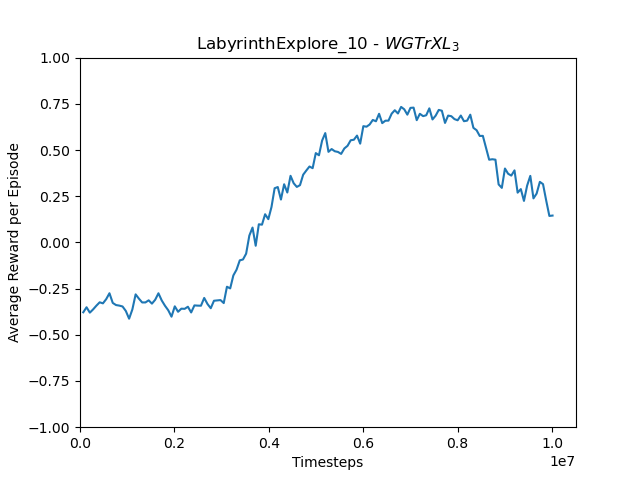 LabyrinthExplore_10 - WGTrXL₃
1.00
0.75
0.50
0.25
0.00
−0.25
−0.50
−0.75
−1.00
Average Reward per Episode
0.0 0.2 0.4 0.6 0.8 1.0
1e7
Timesteps